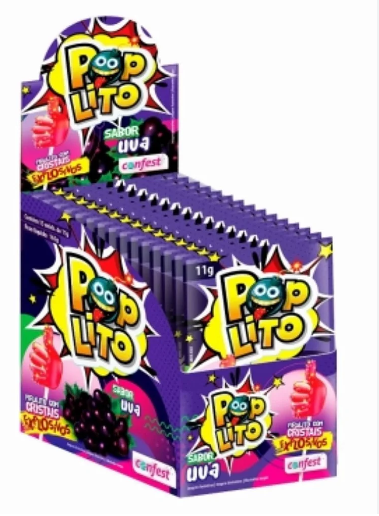 POP
LITO
SABOR
uva
confest
PIRULITO COM
CRISTAIS
EXPLOSIVOS
11g
POP
LITO
POP
LITO
PIRULITO COM
CRISTAIS
EXPLOSIVOS
SABOR
uva
confest
POP
LITO
SABOR
uva
PIRULITO COM
CRISTAIS
EXPLOSIVOS
confest